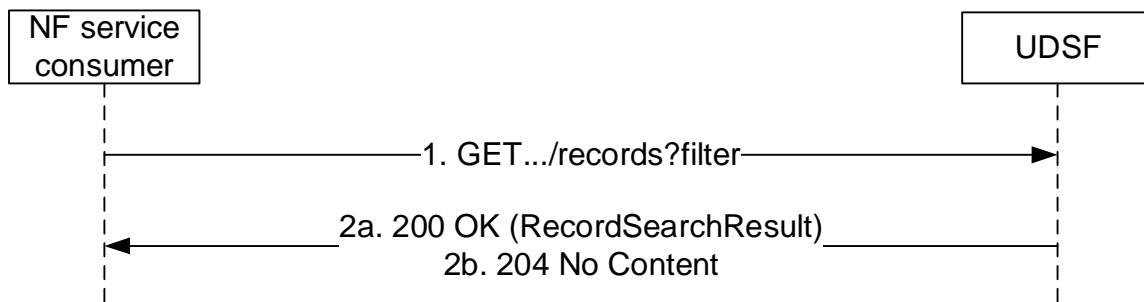 NF service
consumer
UDSF
1. GET.../records?filter
2a. 200 OK (RecordSearchResult)
2b. 204 No Content